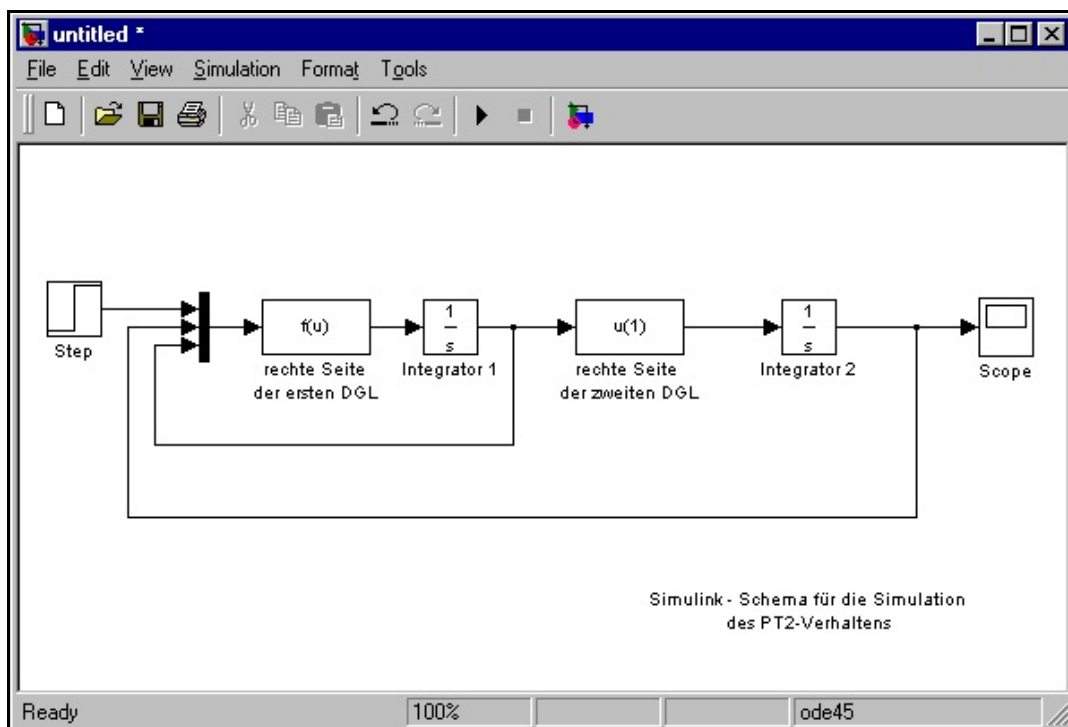 untitled *
File Edit View Simulation Format Tools
Step
f(u)
rechte Seite
der ersten DGL
1
s
Integrator 1
u(1)
rechte Seite
der zweiten DGL
1
s
Integrator 2
Scope
Simulink - Schema für die Simulation
des PT2-Verhaltens
Ready 100% ode45